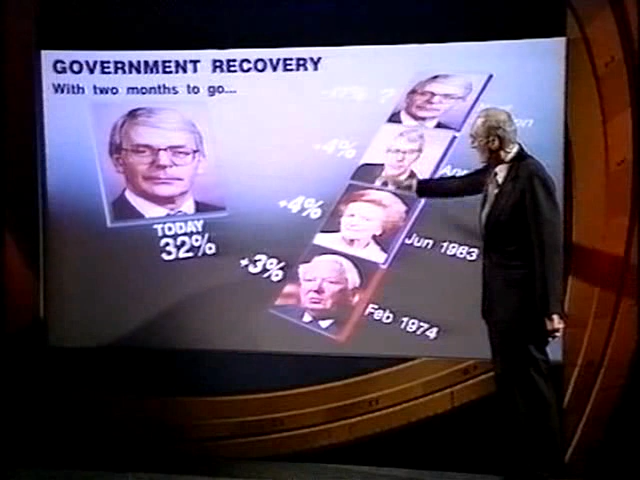 GOVERNMENT RECOVERY
With two months to go...
+4%
TODAY
32%
+4%
Jun 1983
+3%
Feb 1974